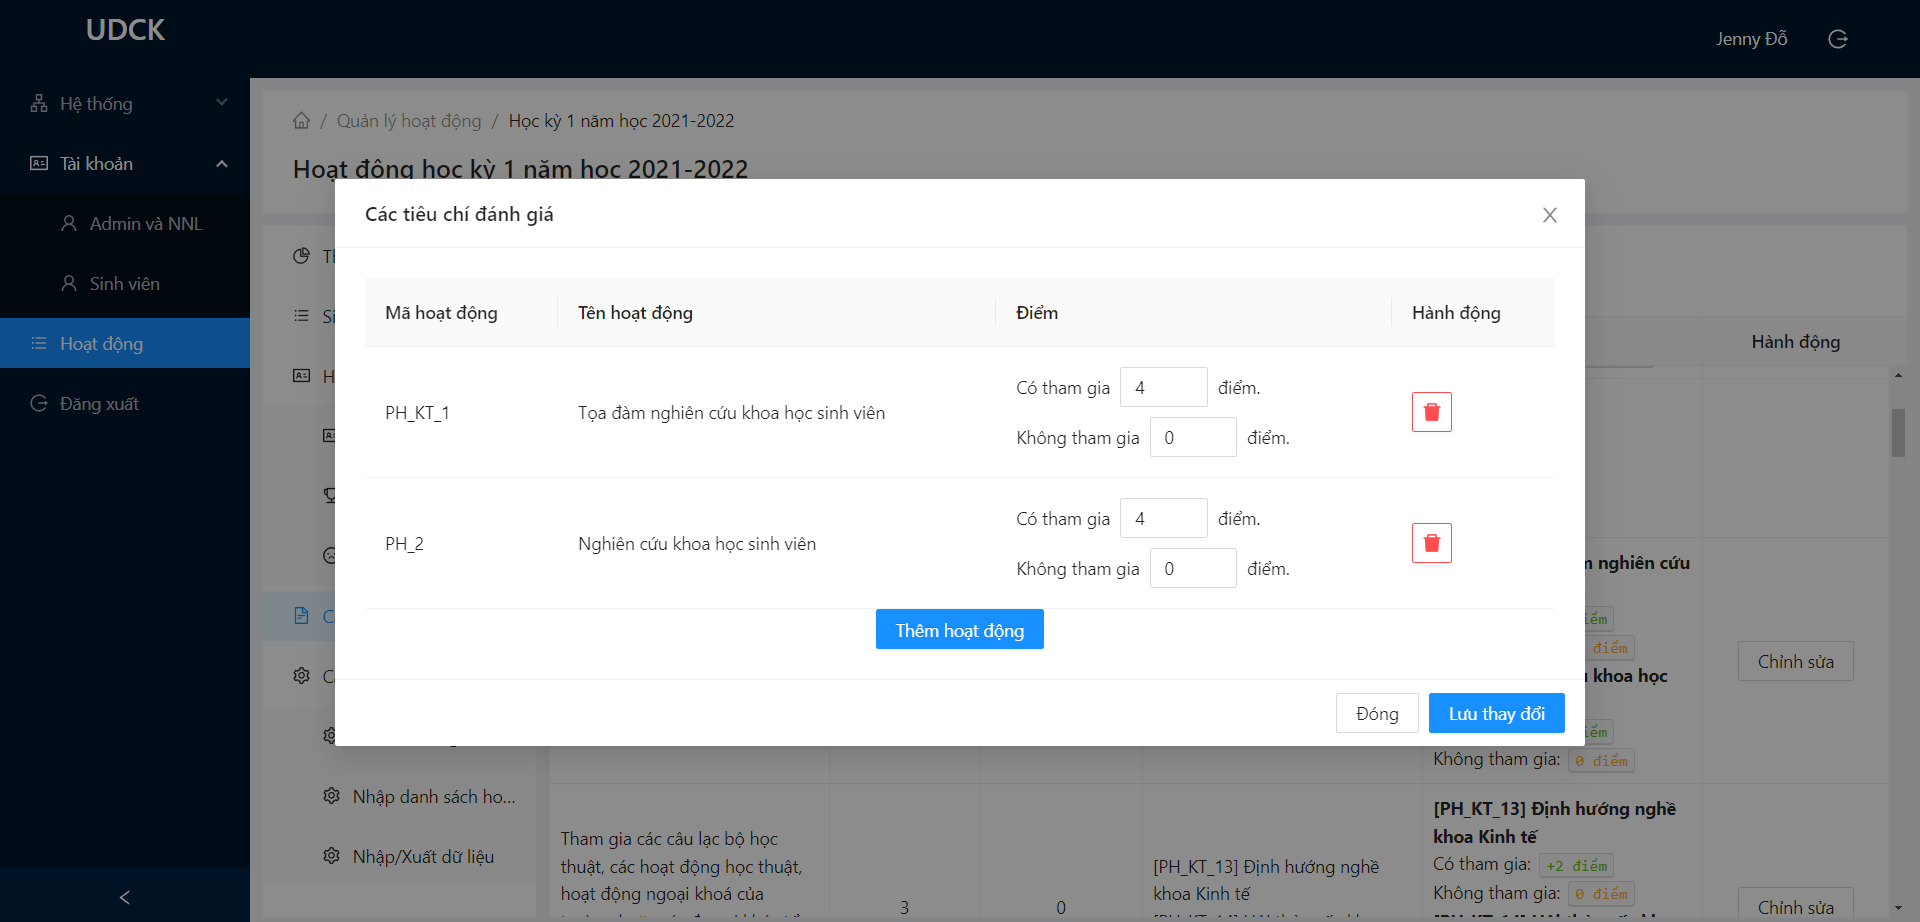 UDCK
Jenny Đỗ
Hệ thống
Tài khoản
Admin và NNL
Sinh viên
Hoạt động
Đăng xuất
/ Quản lý hoạt động / Học kỳ 1 năm học 2021-2022
Hoạt động học kỳ 1 năm học 2021-2022
Các tiêu chí đánh giá
Mã hoạt động
Tên hoạt động
Điểm
Hành động
PH_KT_1
Tọa đàm nghiên cứu khoa học sinh viên
Có tham gia 4 điểm.
Không tham gia 0 điểm.
PH_2
Nghiên cứu khoa học sinh viên
Có tham gia 4 điểm.
Không tham gia 0 điểm.
Thêm hoạt động
Đóng
Lưu thay đổi
Hành động
nghiên cứu
điểm
khoa học
Chỉnh sửa
Không tham gia: 0 điểm
Nhập danh sách ho...
Nhập/Xuất dữ liệu
Tham gia các câu lạc bộ học
thuật, các hoạt động học thuật,
hoạt động ngoại khoá của
3
0
[PH_KT_13] Định hướng nghề
khoa Kinh tế
[PH_KT_13] Định hướng nghề
khoa Kinh tế
Có tham gia: +2 điểm
Không tham gia: 0 điểm
Chỉnh sửa